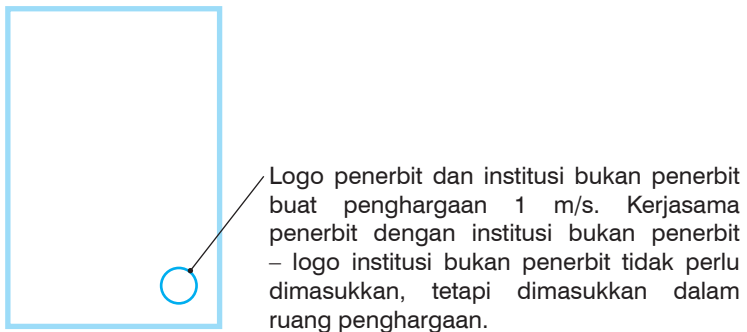 Logo penerbit dan institusi bukan penerbit
buat penghargaan 1 m/s. Kerjasama
penerbit dengan institusi bukan penerbit
– logo institusi bukan penerbit tidak perlu
dimasukkan, tetapi dimasukkan dalam
ruang penghargaan.